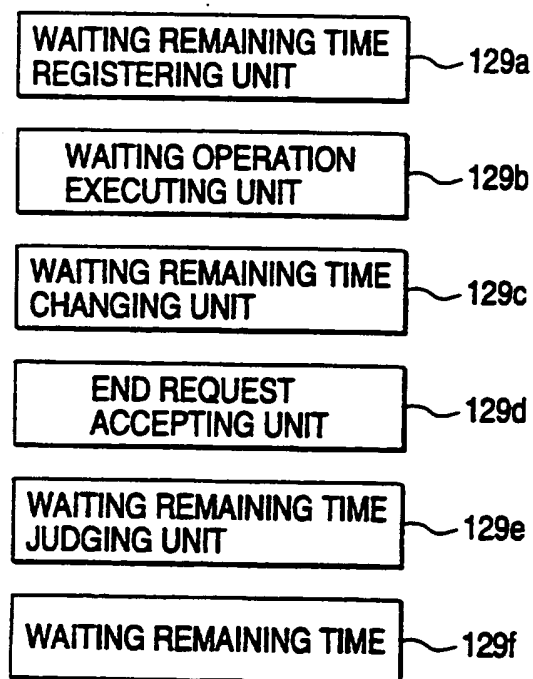 WAITING REMAINING TIME
REGISTERING UNIT
129a
WAITING OPERATION
EXECUTING UNIT
129b
WAITING REMAINING TIME
CHANGING UNIT
129c
END REQUEST
ACCEPTING UNIT
129d
WAITING REMAINING TIME
JUDGING UNIT
129e
WAITING REMAINING TIME
129f